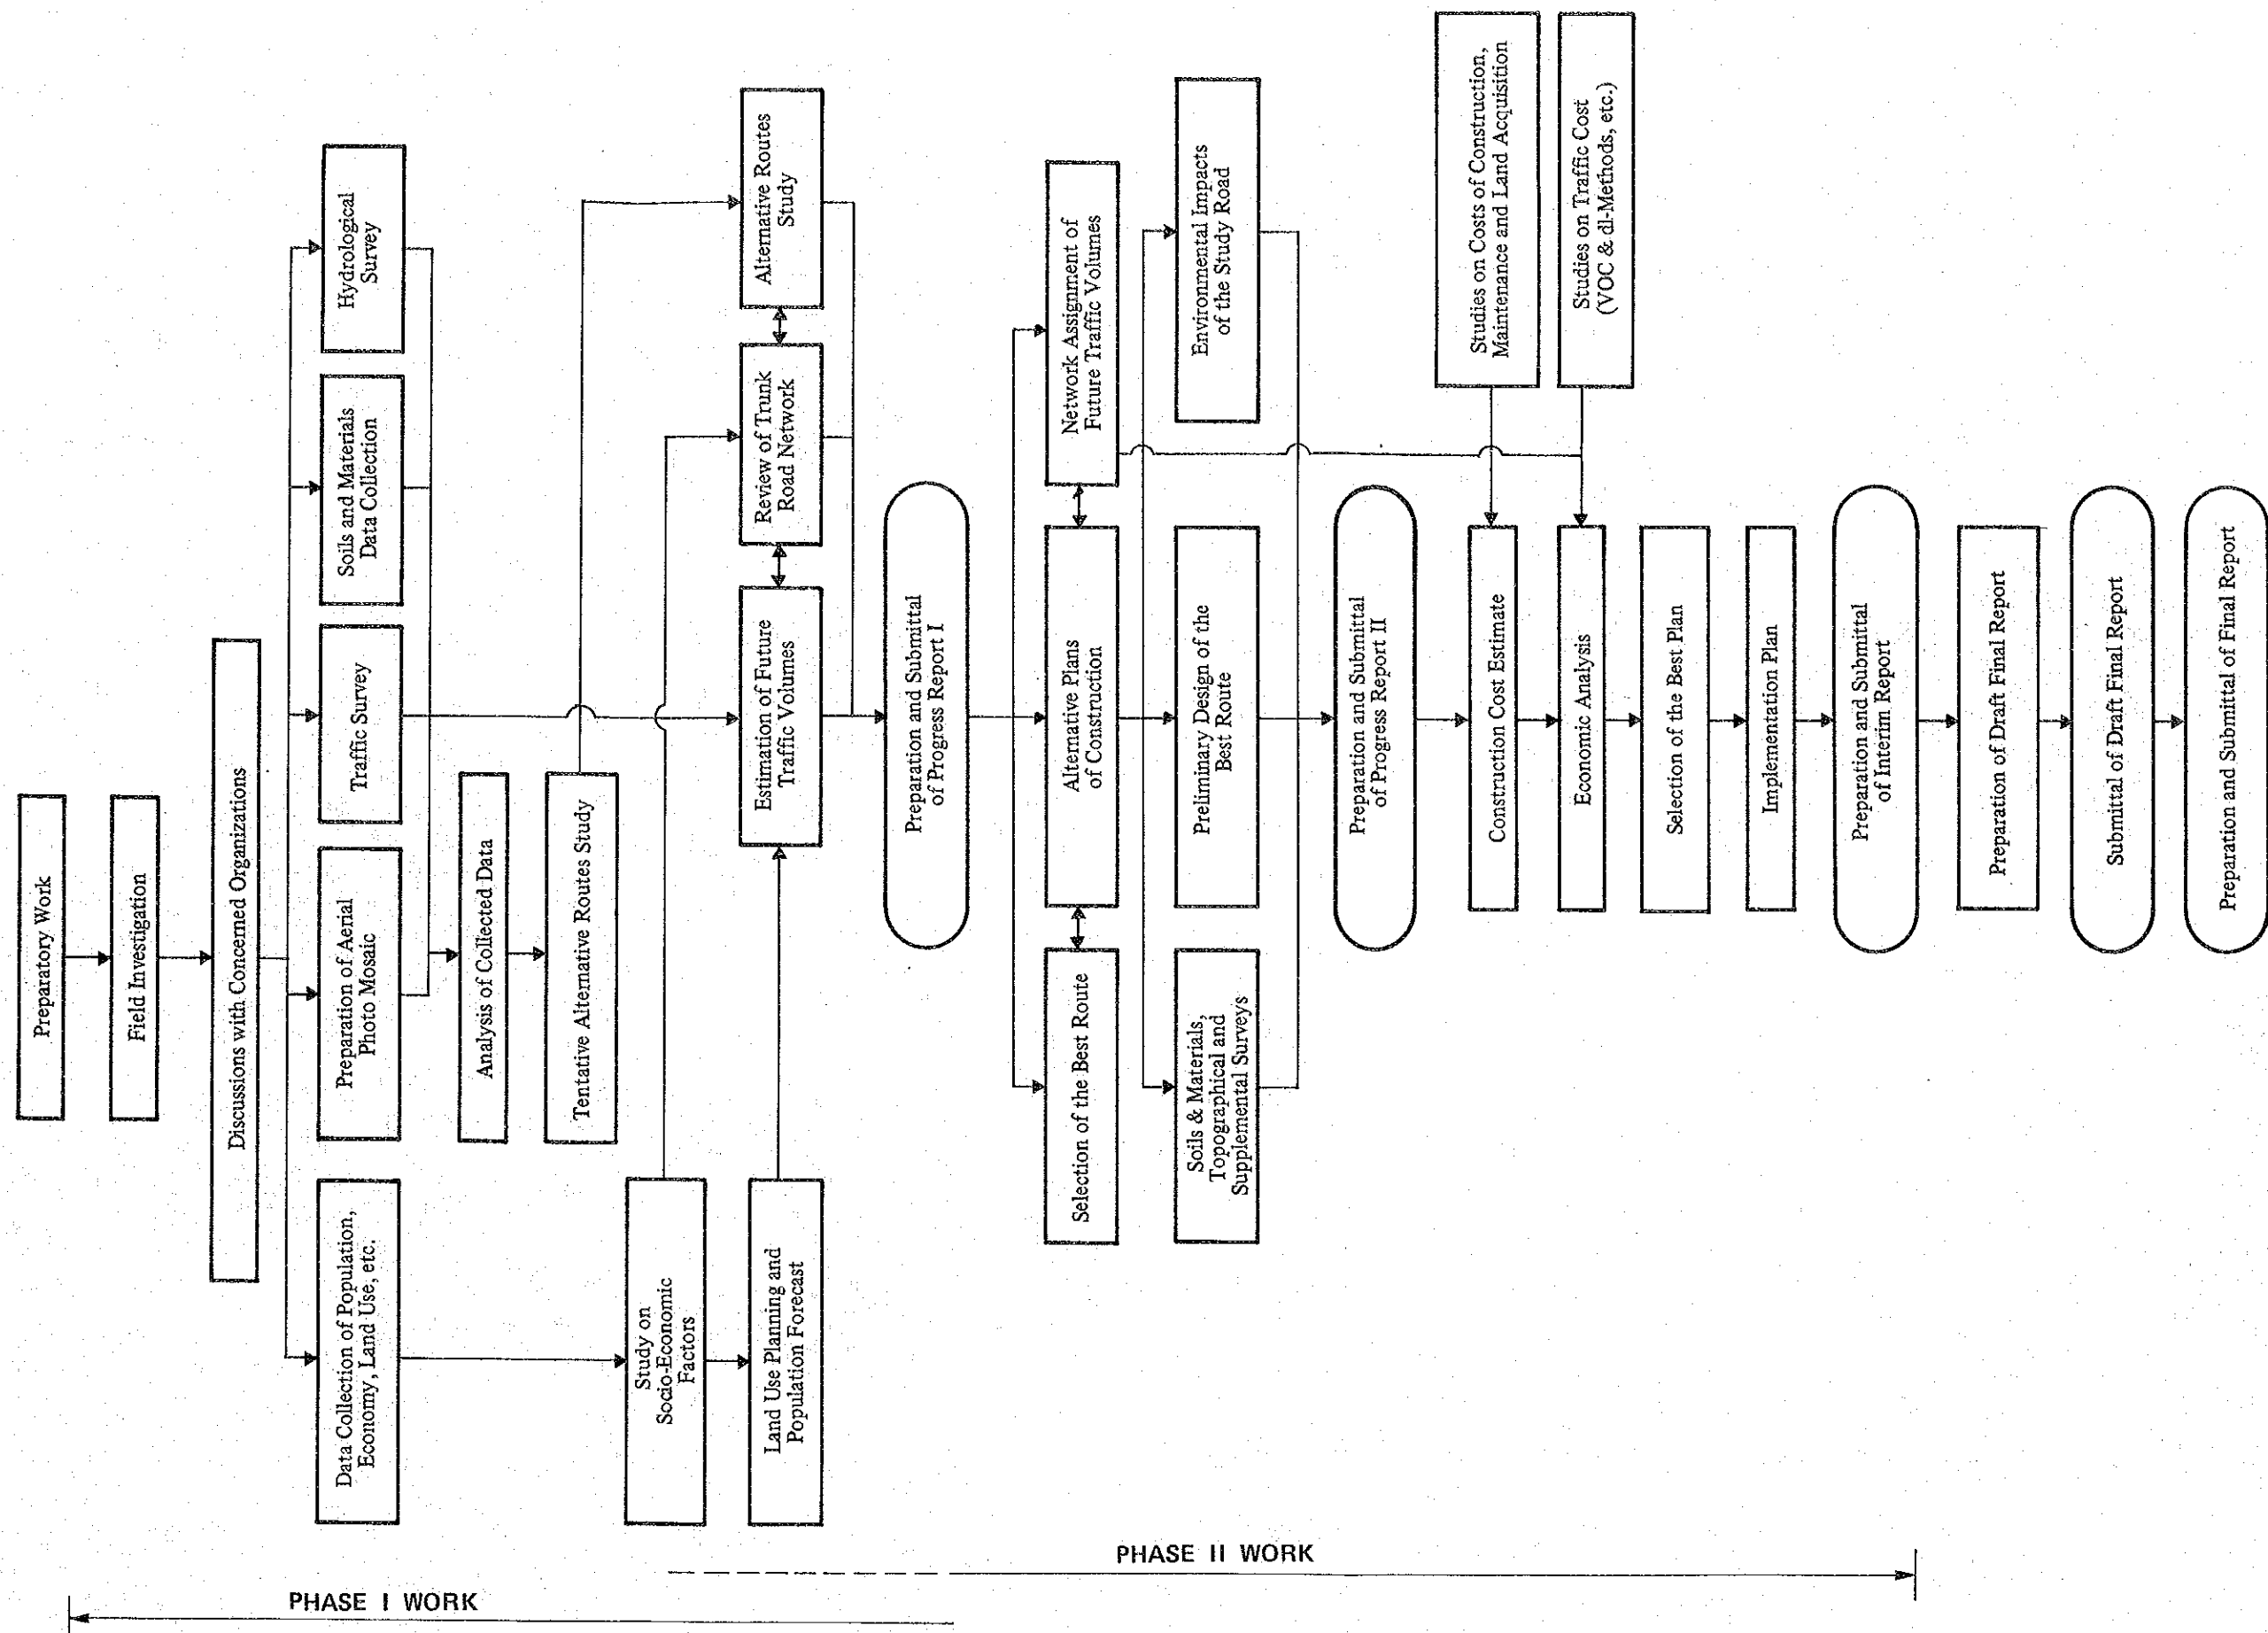 Preparatory Work
Field Investigation
Discussions with Concerned Organizations
Data Collection of Population,
Economy, Land Use, etc.
Preparation of Aerial
Photo Mosaic
Traffic Survey
Soils and Materials
Data Collection
Hydrological
Survey
Analysis of Collected Data
Tentative Alternative Routes Study
Study on
Socio-Economic
Factors
Land Use Planning and
Population Forecast
Estimation of Future
Traffic Volumes
Review of Trunk
Road Network
Alternative Routes
Study
Preparation and Submittal
of Progress Report I
Selection of the Best Route
Alternative Plans
of Construction
Network Assignment of
Future Traffic Volumes
Soils & Materials,
Topographical and
Supplemental Surveys
Preliminary Design of the
Best Route
Environmental Impacts
of the Study Road
Preparation and Submittal
of Progress Report II
Construction Cost Estimate
Studies on Costs of Construction,
Maintenance and Land Acquisition
Economic Analysis
Studies on Traffic Cost
(VOC & dl-Methods, etc.)
Selection of the Best Plan
Implementation Plan
Preparation and Submittal
of Interim Report
Preparation of Draft Final Report
Submittal of Draft Final Report
Preparation and Submittal of Final Report
PHASE I WORK
PHASE II WORK